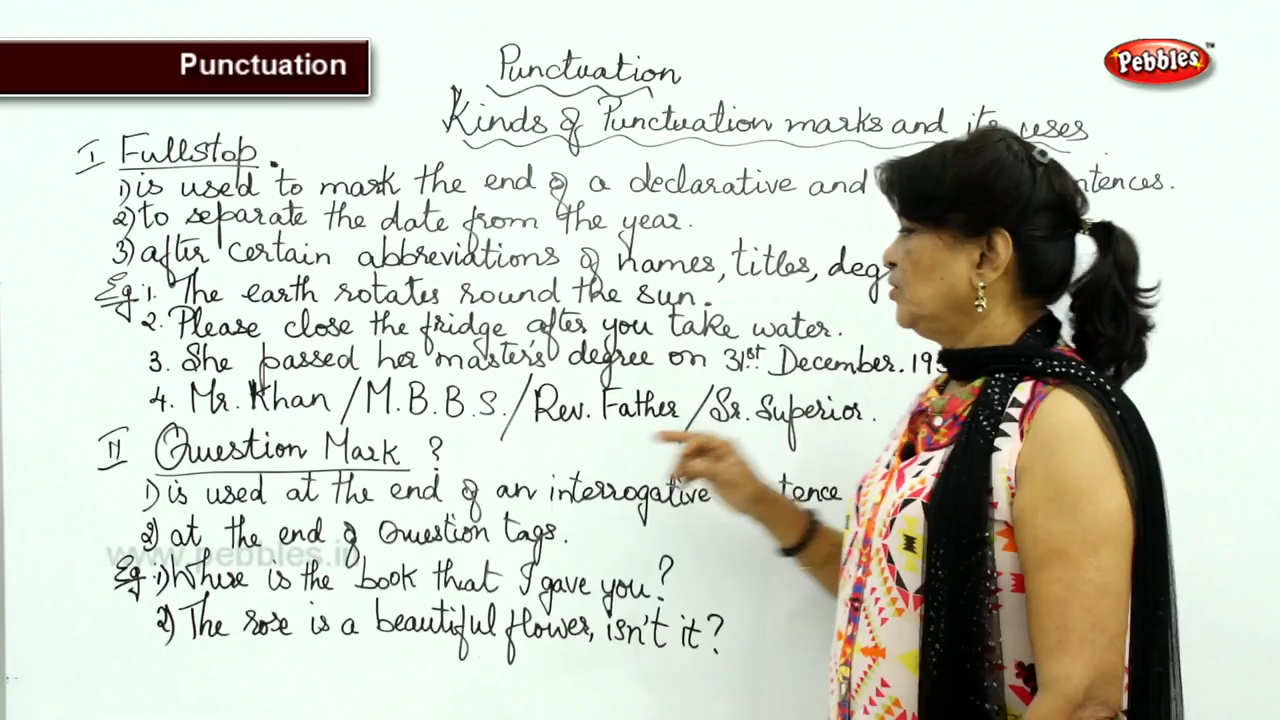 Punctuation
Pebbles™
Punctuation
Kinds of Punctuation marks and its uses
I Fullstop .
1) is used to mark the end of a declarative and ntences.
2) to separate the date from the year.
3) after certain abbreviations of names, titles, deg
Eg: 1. The earth rotates round the sun.
2. Please close the fridge after you take water.
3. She passed her master's degree on 31st December. 195
4. Mr. Khan / M.B.B.S. / Rev. Father / Sr. Superior.
II Question Mark ?
1) is used at the end of an interrogative tence
2) at the end of Question tags.
www.pebbles.in
Eg: 1) Where is the book that I gave you?
2) The rose is a beautiful flower, isn't it?